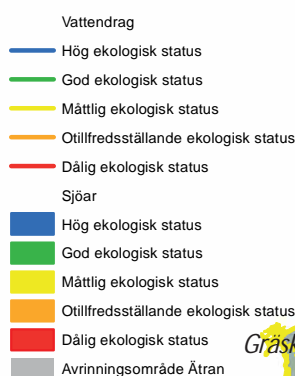 Vattendrag
Hög ekologisk status
God ekologisk status
Måttlig ekologisk status
Otillfredsställande ekologisk status
Dålig ekologisk status
Sjöar
Hög ekologisk status
God ekologisk status
Måttlig ekologisk status
Otillfredsställande ekologisk status
Dålig ekologisk status
Avrinningsområde Ätran